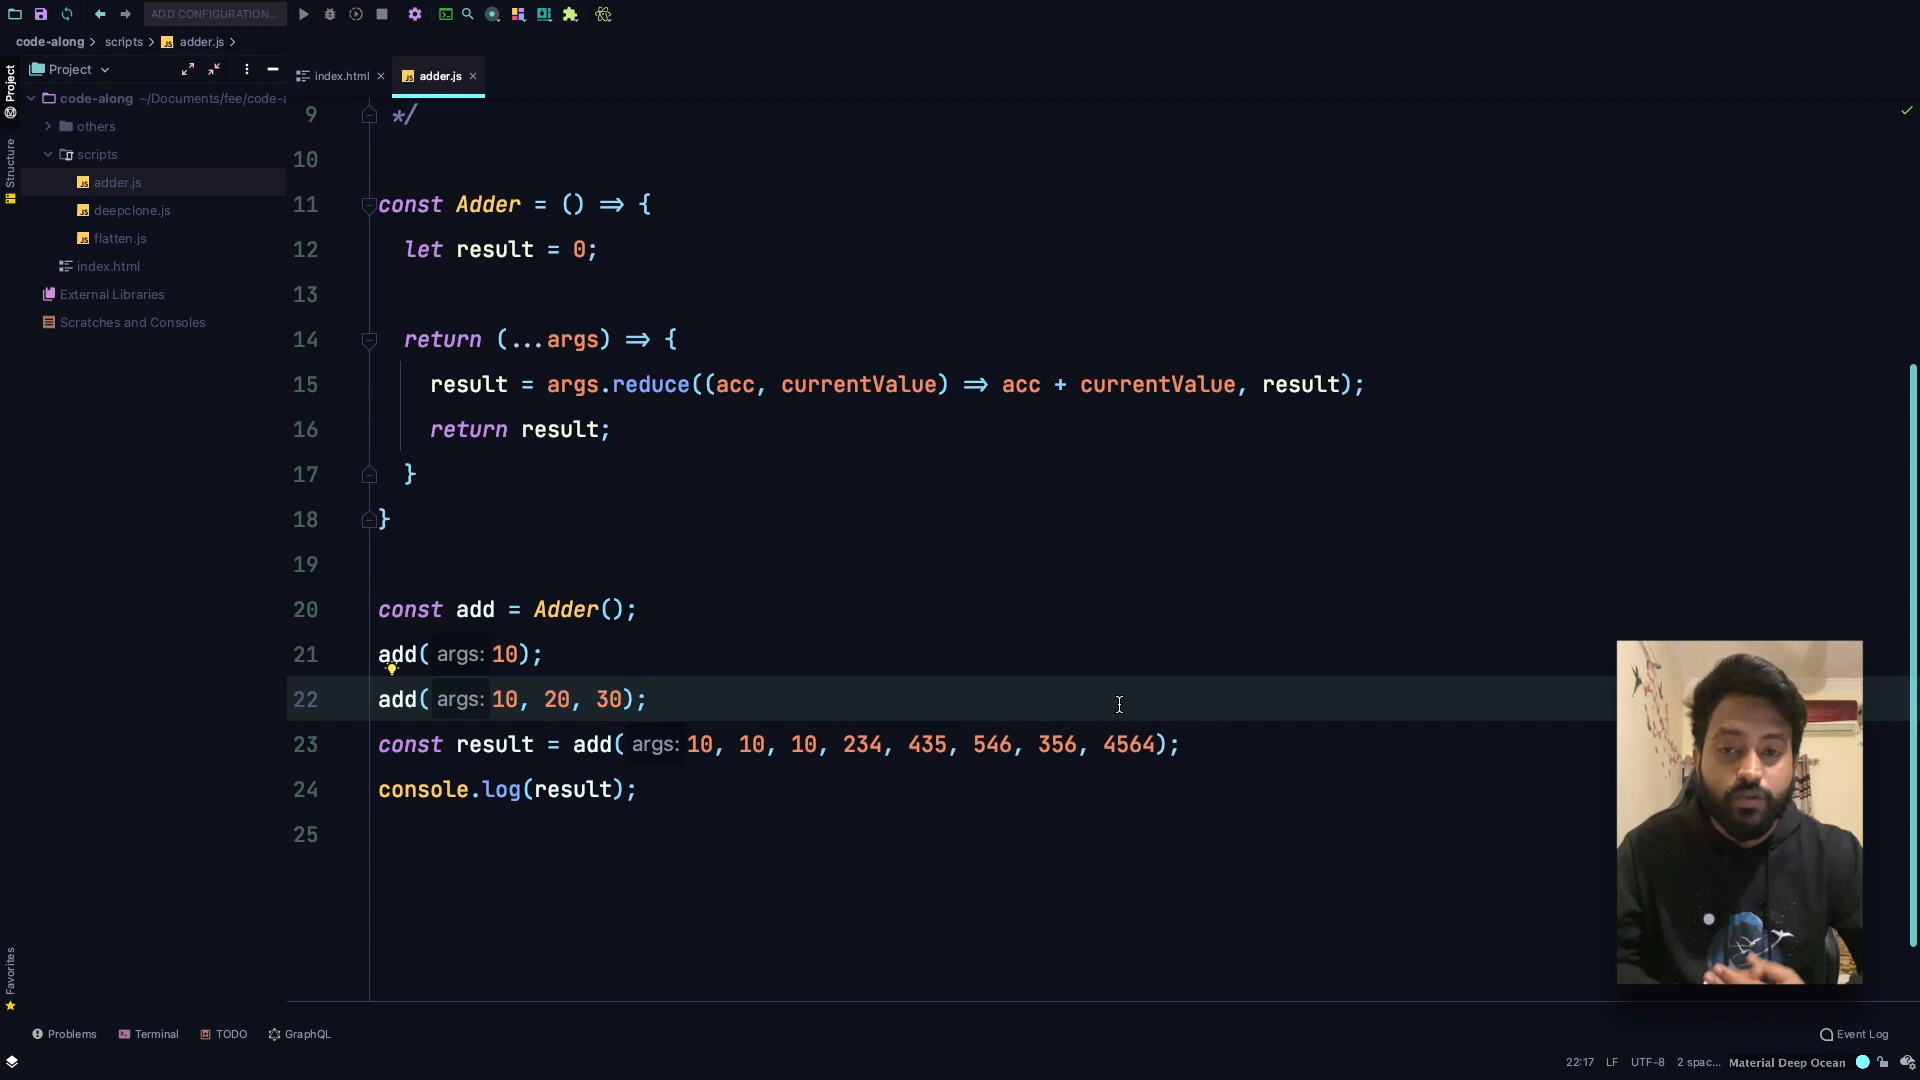 ADD CONFIGURATION...
code-along > scripts > adder.js >
Project
index.html
adder.js
Project
Structure
Favorites
code-along ~/Documents/fee/code-a
others
scripts
adder.js
deepclone.js
flatten.js
index.html
External Libraries
Scratches and Consoles
9 */
10
11 const Adder = () => {
12 let result = 0;
13
14 return (...args) => {
15 result = args.reduce((acc, currentValue) => acc + currentValue, result);
16 return result;
17 }
18 }
19
20 const add = Adder();
21 add( args: 10);
22 add( args: 10, 20, 30);
23 const result = add( args: 10, 10, 10, 234, 435, 546, 356, 4564);
24 console.log(result);
25
Problems Terminal TODO GraphQL Event Log
22:17 LF UTF-8 2 spac... Material Deep Ocean